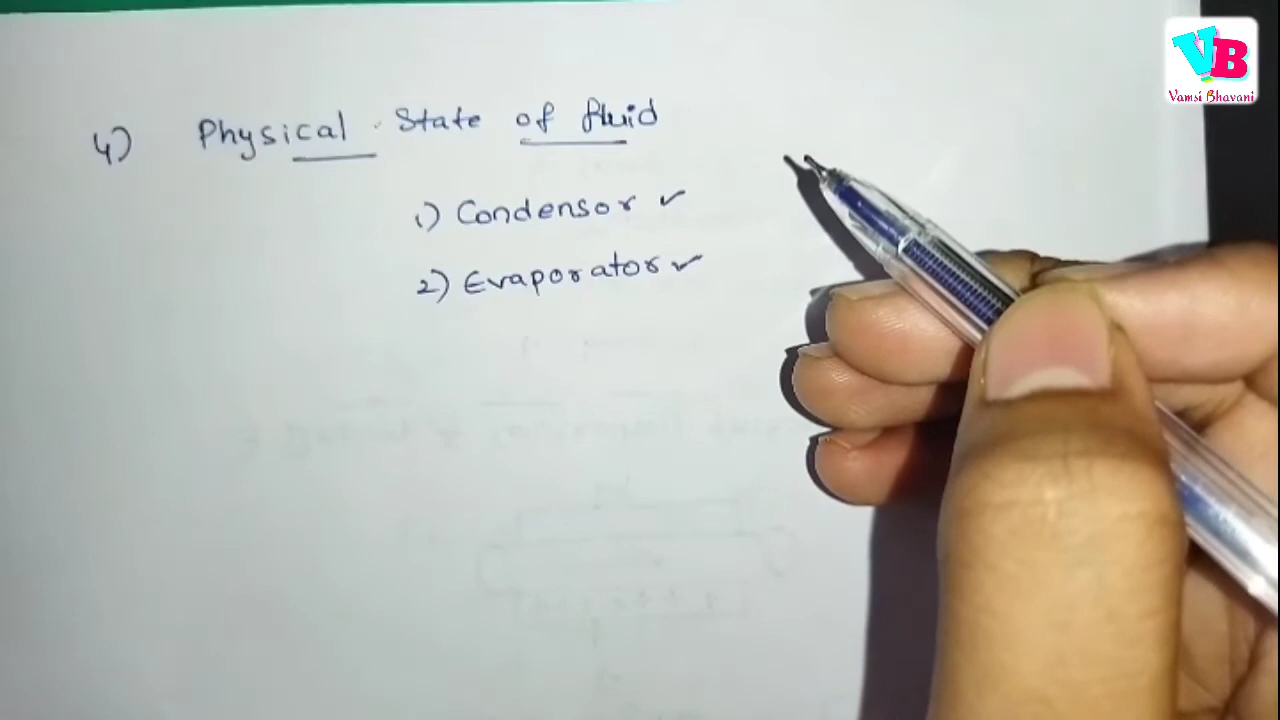 VB
Vamsi Bhavani
4) Physical State of fluid
1) Condensor ✓
2) Evaporator ✓